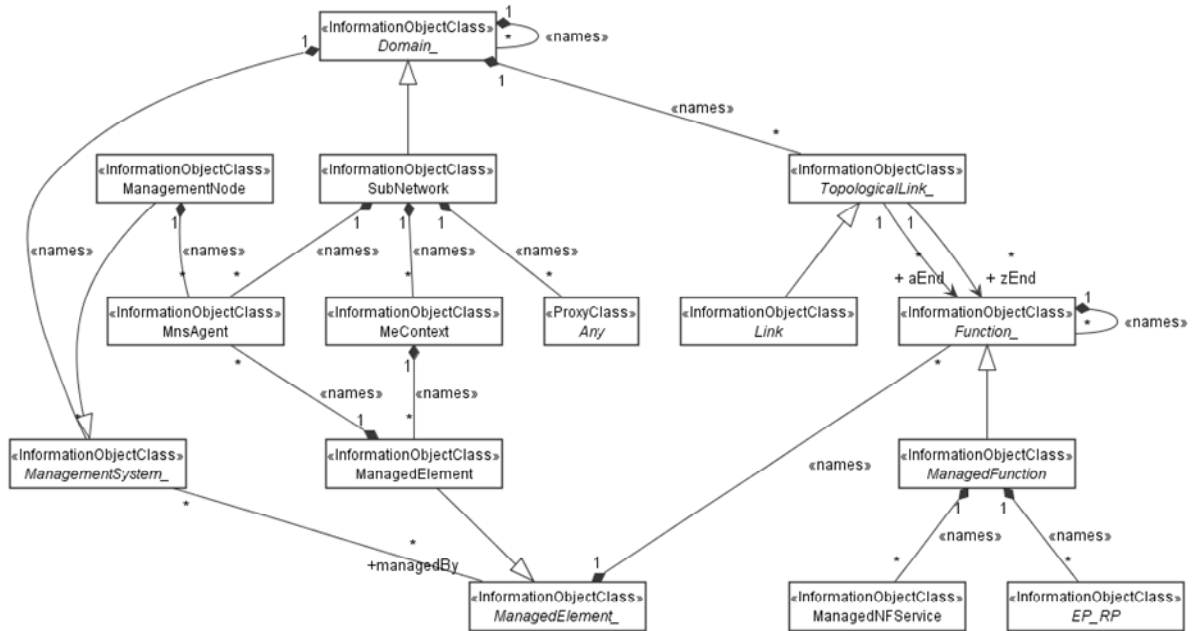 1
«InformationObjectClass»
Domain_
1
*
«names»
1
«names»
*
«InformationObjectClass»
ManagementNode
«InformationObjectClass»
SubNetwork
«InformationObjectClass»
TopologicalLink_
1
1
1
1
1
1
«names»
«names»
«names»
«names»
«names»
*
*
*
*
*
*
+ aEnd
+ zEnd
«InformationObjectClass»
MnsAgent
«InformationObjectClass»
MeContext
«ProxyClass»
Any
«InformationObjectClass»
Link
«InformationObjectClass»
Function_
1
*
«names»
*
1
*
«names»
«names»
1
*
*
«InformationObjectClass»
ManagementSystem_
«InformationObjectClass»
ManagedElement
«names»
«InformationObjectClass»
ManagedFunction
*
1
1
*
+managedBy
«names»
«names»
1
*
*
«InformationObjectClass»
ManagedElement_
«InformationObjectClass»
ManagedNFService
«InformationObjectClass»
EP_RP